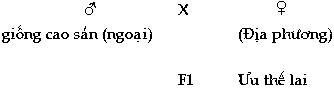 ♂ X ♀
giống cao sản (ngoại) (Địa phương)
F1 Ưu thế lai